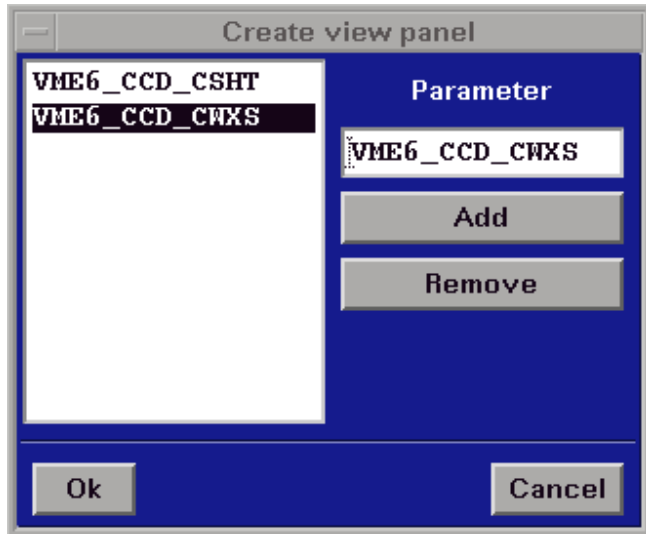 Create view panel
VME6_CCD_CSHT
VME6_CCD_CWXS
Parameter
VME6_CCD_CWXS
Add
Remove
Ok
Cancel